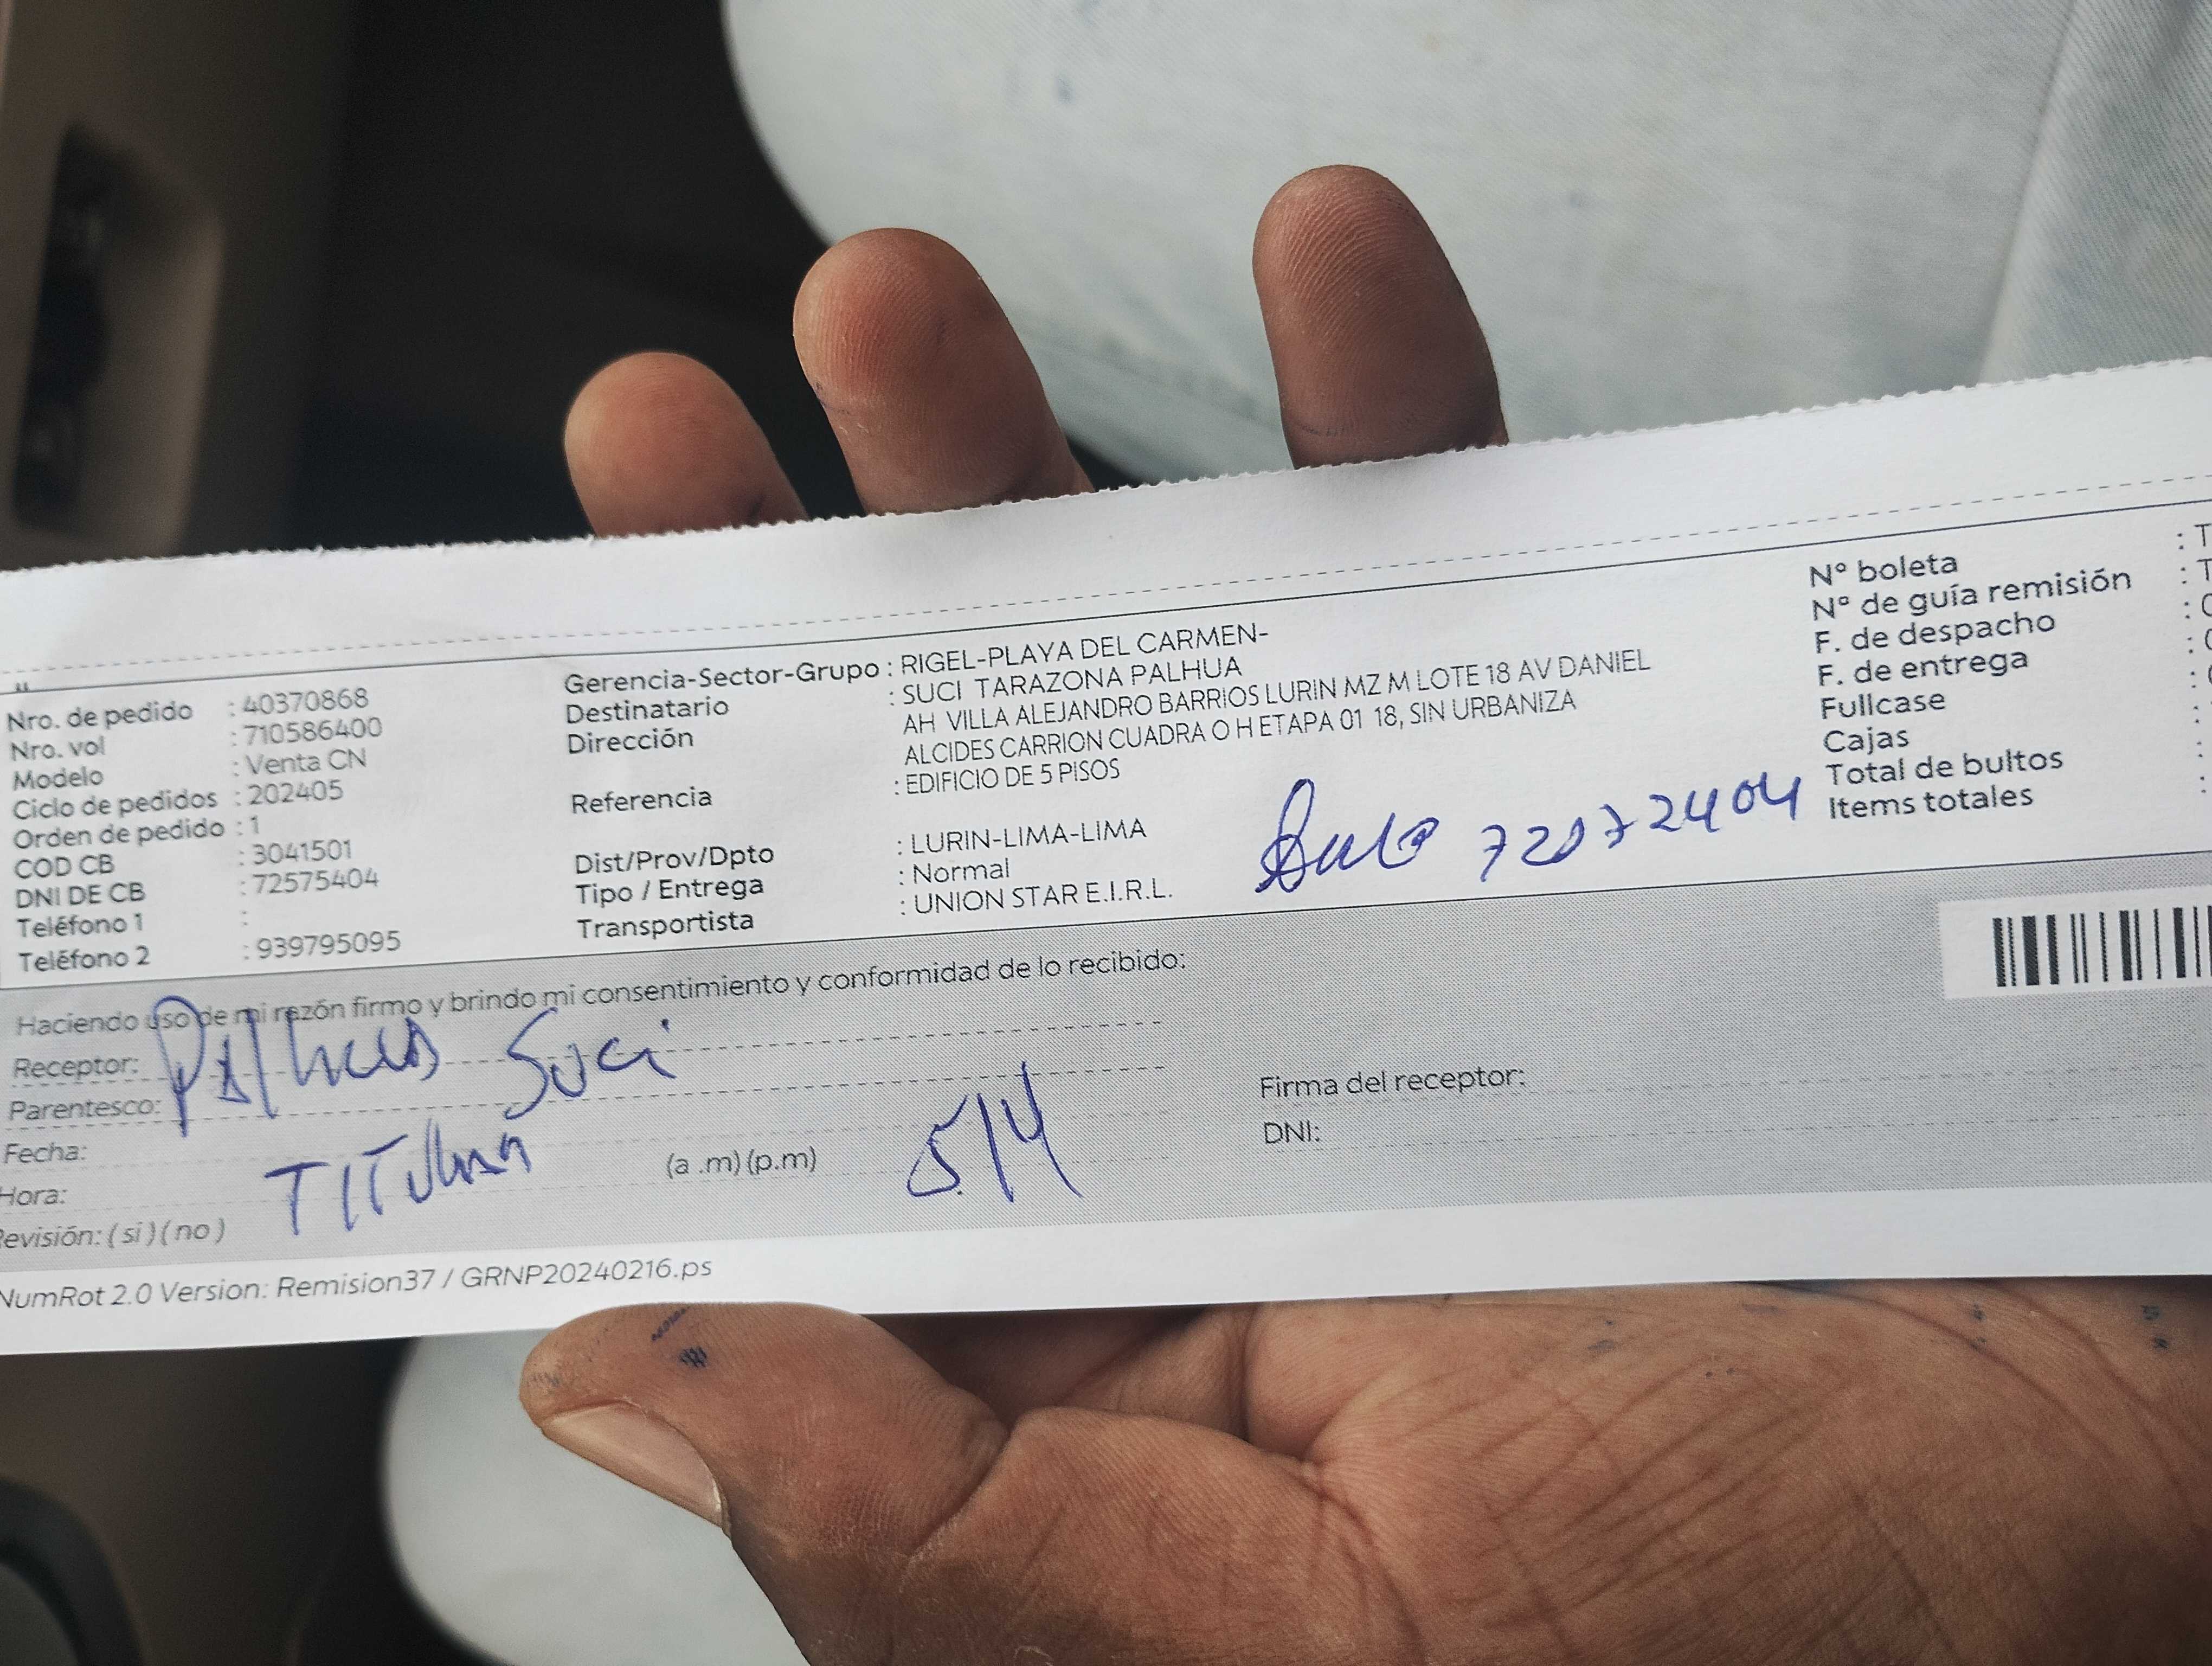 Nro. de pedido : 40370868
Nro. vol : 710586400
Modelo : Venta CN
Ciclo de pedidos : 202405
Orden de pedido : 1
COD CB : 3041501
DNI DE CB : 72575404
Teléfono 1 :
Teléfono 2 : 939795095
Gerencia-Sector-Grupo : RIGEL-PLAYA DEL CARMEN-
Destinatario : SUCI TARAZONA PALHUA
Dirección AH VILLA ALEJANDRO BARRIOS LURIN MZ M LOTE 18 AV DANIEL
ALCIDES CARRION CUADRA O H ETAPA 01 18, SIN URBANIZA
Referencia : EDIFICIO DE 5 PISOS
Dist/Prov/Dpto : LURIN-LIMA-LIMA
Tipo / Entrega : Normal
Transportista : UNION STAR E.I.R.L.
Nº boleta : T
Nº de guía remisión : T
F. de despacho :
F. de entrega :
Fullcase :
Cajas :
Total de bultos :
Items totales :
Haciendo uso de mi razón firmo y brindo mi consentimiento y conformidad de lo recibido:
Receptor: Palhua Suci
Parentesco:
Fecha: TITULAR
Hora: (a .m) (p.m) 514
Revisión: ( si ) ( no )
Firma del receptor:
DNI:
NumRot 2.0 Version: Remision37 / GRNP20240216.ps